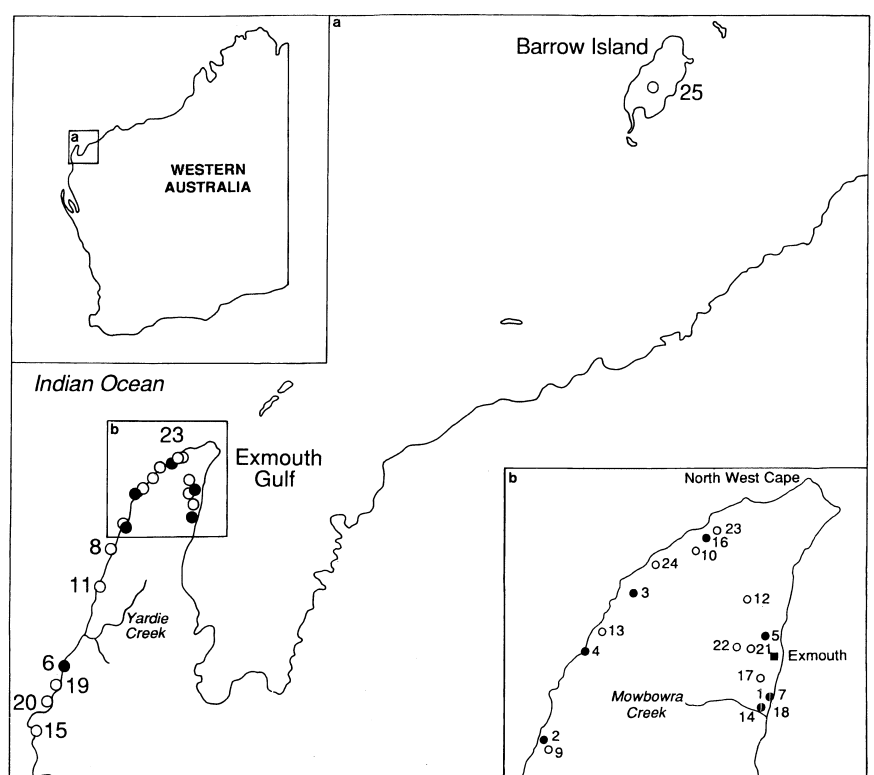 a
Barrow Island
25
a
WESTERN
AUSTRALIA
Indian Ocean
b
23
Exmouth
Gulf
8
11
Yardie
Creek
6
19
20
15
b
North West Cape
23
16
10
24
3
12
13
4
5
22
21
Exmouth
17
1
7
Mowbowra
Creek
14
18
2
9